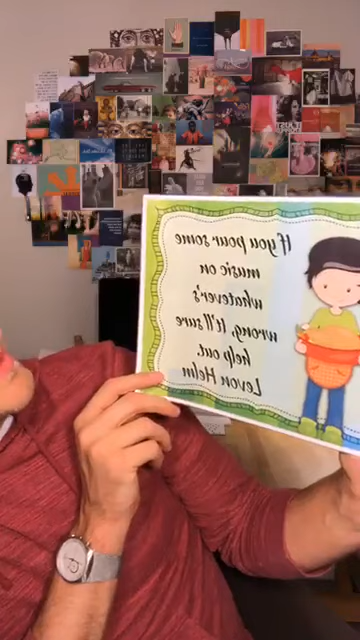 If you pour some
music on
whatever's
wrong, it'll sure
help out.
Levon Helm